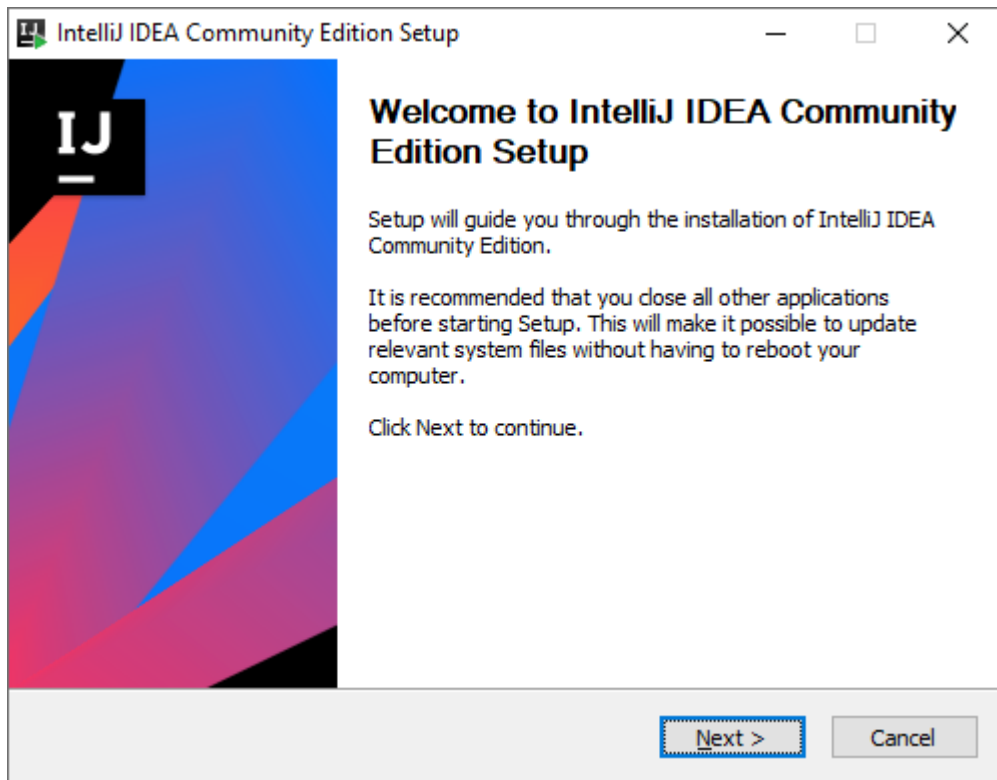 IntelliJ IDEA Community Edition Setup
IJ
Welcome to IntelliJ IDEA Community
Edition Setup
Setup will guide you through the installation of IntelliJ IDEA
Community Edition.
It is recommended that you close all other applications
before starting Setup. This will make it possible to update
relevant system files without having to reboot your
computer.
Click Next to continue.
Next >
Cancel